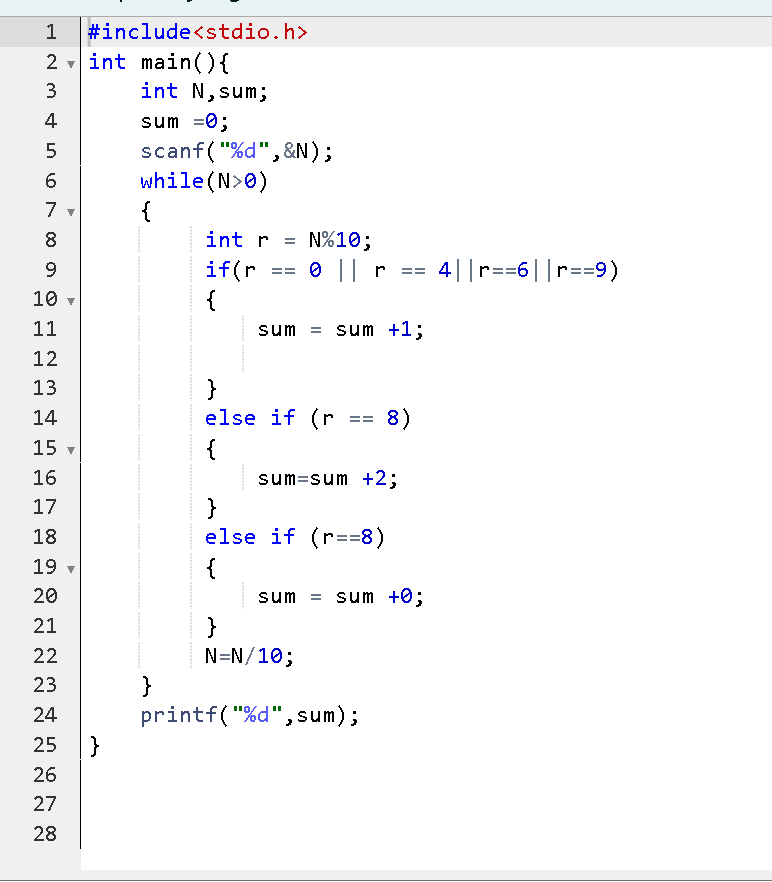 1 #include<stdio.h>
2 int main(){
3 int N,sum;
4 sum =0;
5 scanf("%d",&N);
6 while(N>0)
7 {
8 int r = N%10;
9 if(r == 0 || r == 4||r==6||r==9)
10 {
11 sum = sum +1;
12
13 }
14 else if (r == 8)
15 {
16 sum=sum +2;
17 }
18 else if (r==8)
19 {
20 sum = sum +0;
21 }
22 N=N/10;
23 }
24 printf("%d",sum);
25 }
26
27
28